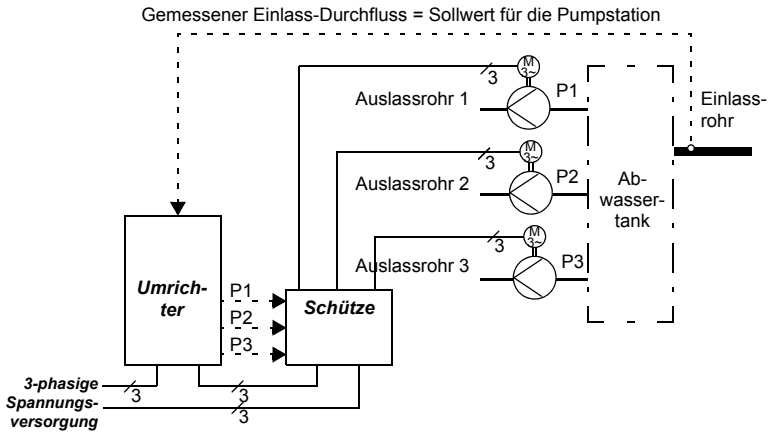 Gemessener Einlass-Durchfluss = Sollwert für die Pumpstation
M
3~
3
P1
Auslassrohr 1
Einlass-
rohr
M
3~
3
P2
Auslassrohr 2
Ab-
wasser-
tank
M
3~
3
P3
Auslassrohr 3
Umrich-
ter
P1
P2
P3
Schütze
3-phasige
Spannungs-
versorgung
3
3
3